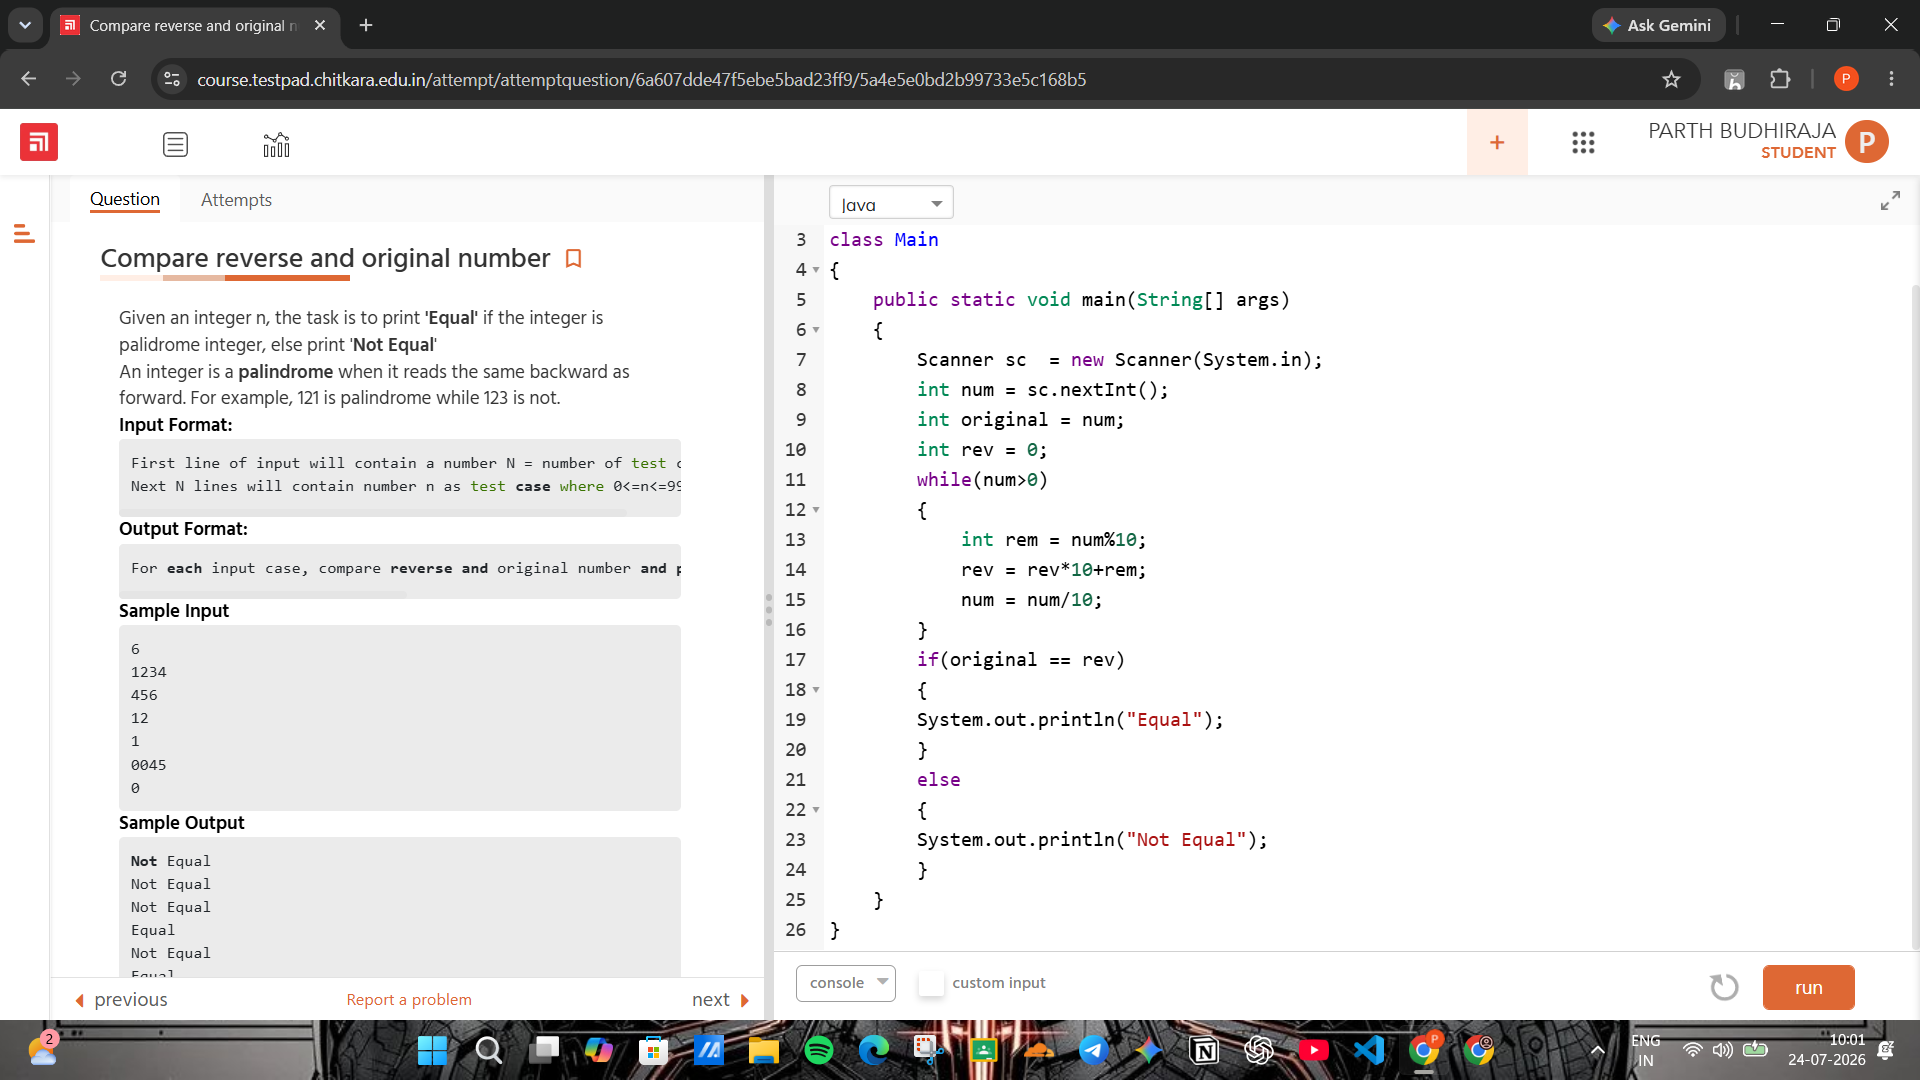 Compare reverse and original n
Ask Gemini
course.testpad.chitkara.edu.in/attempt/attemptquestion/6a607dde47f5ebe5bad23ff9/5a4e5e0bd2b99733e5c168b5
P
PARTH BUDHIRAJA
STUDENT
P
Question
Attempts
Compare reverse and original number
Given an integer n, the task is to print 'Equal' if the integer is
palidrome integer, else print 'Not Equal'
An integer is a palindrome when it reads the same backward as
forward. For example, 121 is palindrome while 123 is not.
Input Format:
First line of input will contain a number N = number of test c
Next N lines will contain number n as test case where 0<=n<=99
Output Format:
For each input case, compare reverse and original number and p
Sample Input
6
1234
456
12
1
0045
0
Sample Output
Not Equal
Not Equal
Not Equal
Equal
Not Equal
Equal
previous
Report a problem
next
Java
3 class Main
4 {
5 public static void main(String[] args)
6 {
7 Scanner sc  = new Scanner(System.in);
8 int num = sc.nextInt();
9 int original = num;
10 int rev = 0;
11 while(num>0)
12 {
13 int rem = num%10;
14 rev = rev*10+rem;
15 num = num/10;
16 }
17 if(original == rev)
18 {
19 System.out.println("Equal");
20 }
21 else
22 {
23 System.out.println("Not Equal");
24 }
25 }
26 }
console
custom input
run
2
P
ENG
IN
10:01
24-07-2026